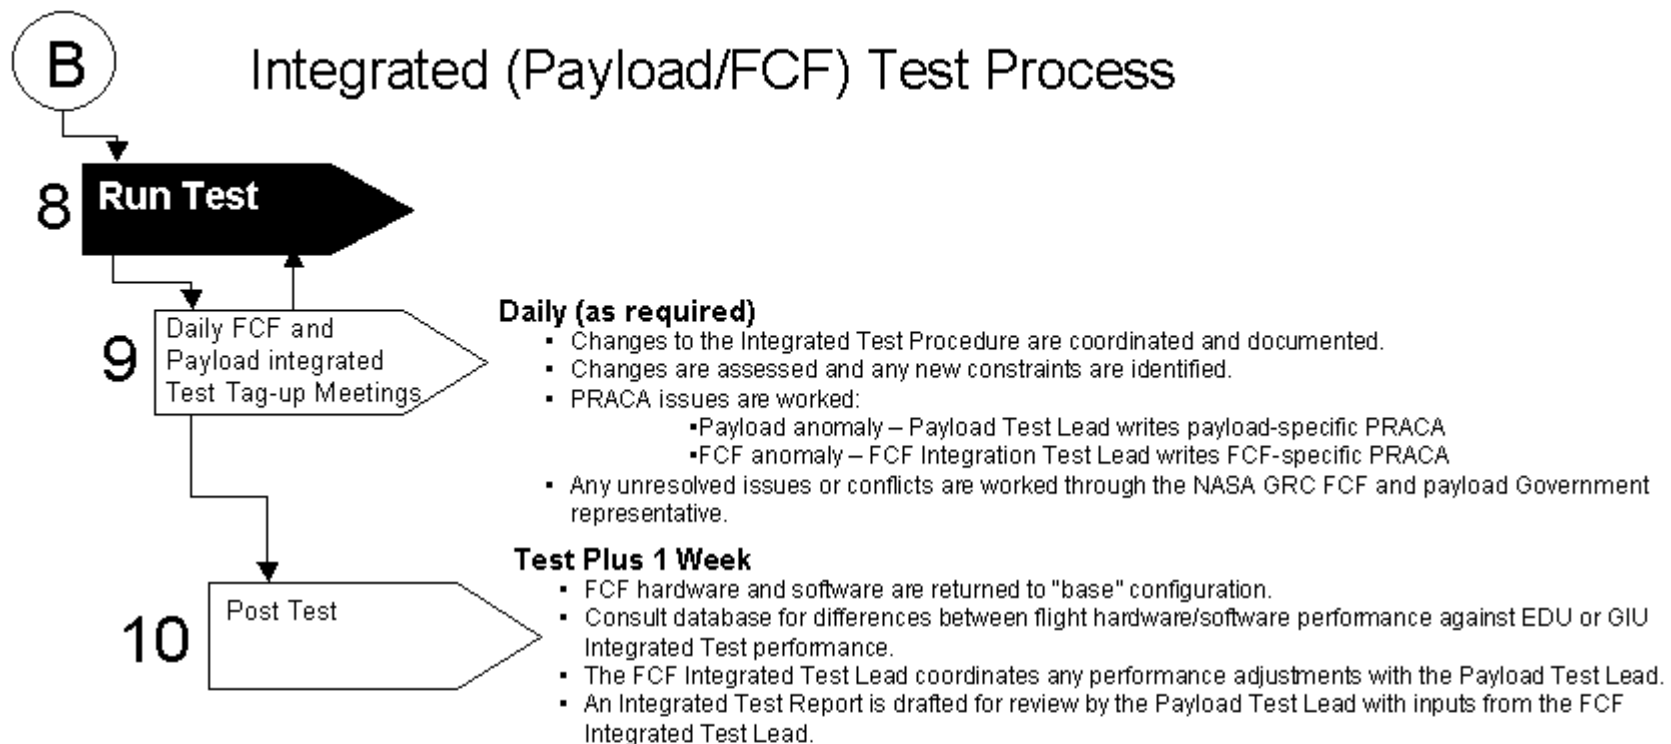 B
Integrated (Payload/FCF) Test Process
8
Run Test
9
Daily FCF and
Payload integrated
Test Tag-up Meetings
Daily (as required)
▪ Changes to the Integrated Test Procedure are coordinated and documented.
▪ Changes are assessed and any new constraints are identified.
▪ PRACA issues are worked:
▪Payload anomaly – Payload Test Lead writes payload-specific PRACA
▪FCF anomaly – FCF Integration Test Lead writes FCF-specific PRACA
▪ Any unresolved issues or conflicts are worked through the NASA GRC FCF and payload Government
representative.
10
Post Test
Test Plus 1 Week
▪ FCF hardware and software are returned to "base" configuration.
▪ Consult database for differences between flight hardware/software performance against EDU or GIU
Integrated Test performance.
▪ The FCF Integrated Test Lead coordinates any performance adjustments with the Payload Test Lead.
▪ An Integrated Test Report is drafted for review by the Payload Test Lead with inputs from the FCF
Integrated Test Lead.